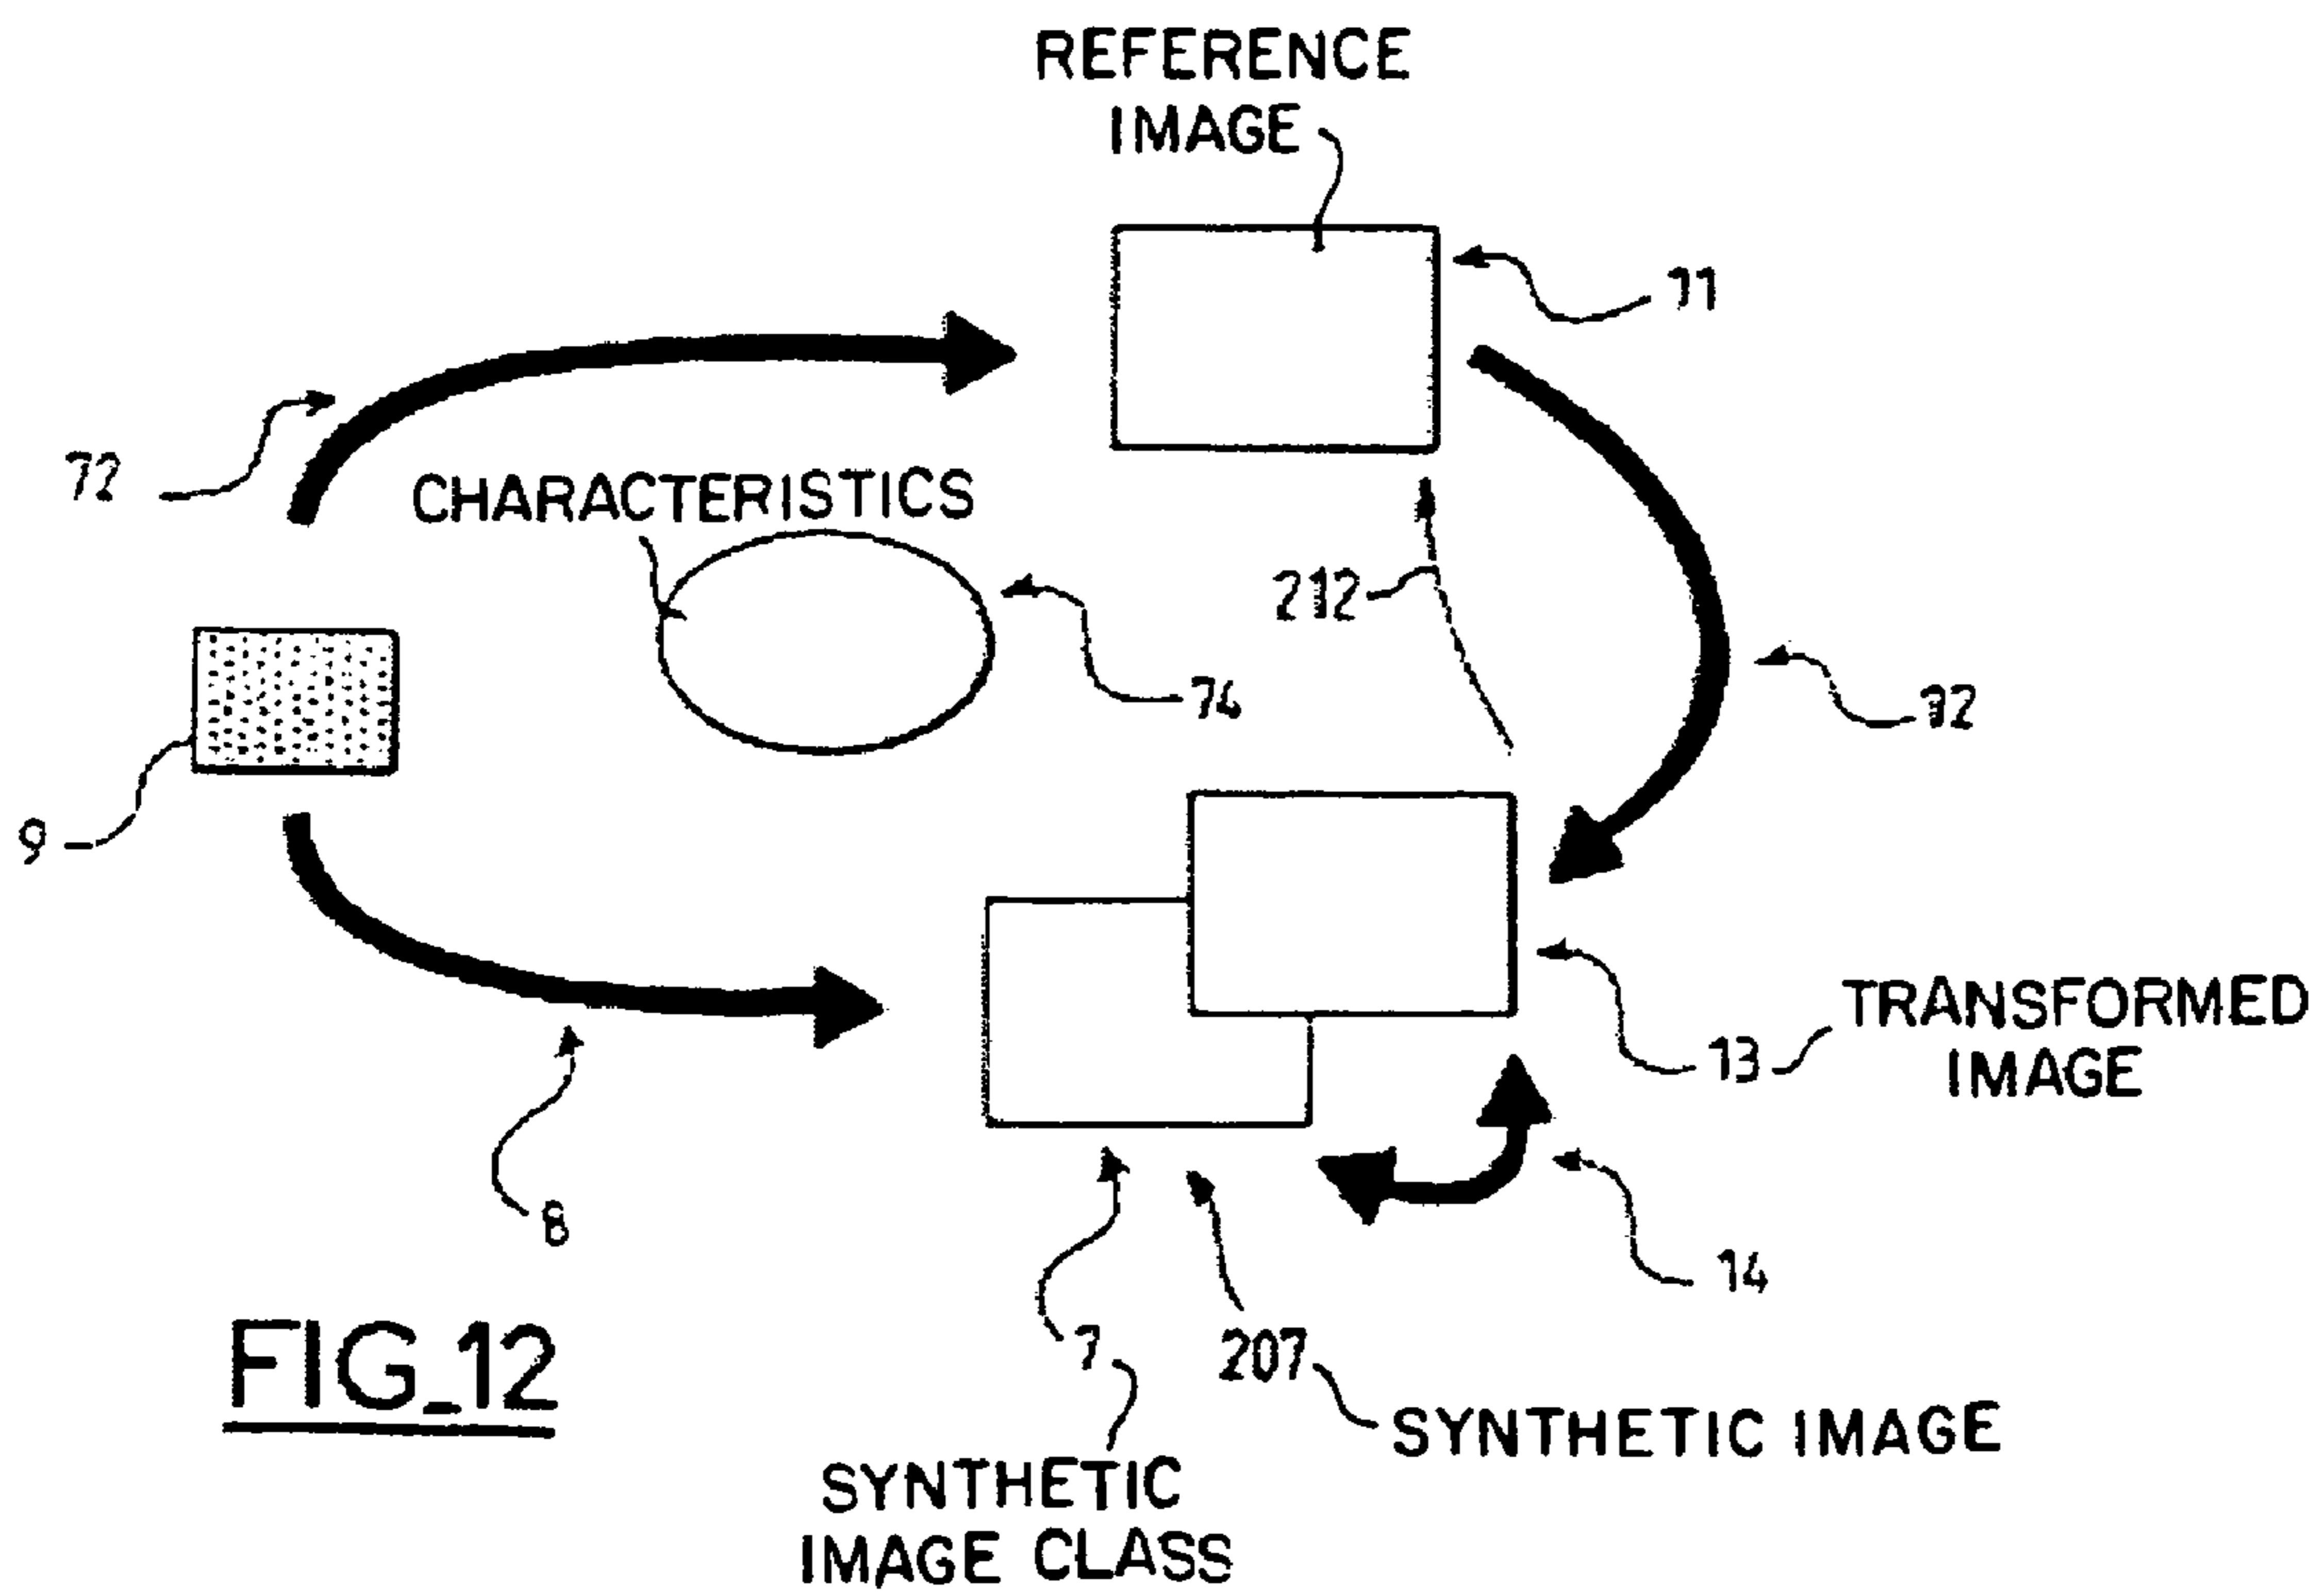 REFERENCE
IMAGE
11
72
CHARACTERISTICS
212
74
12
9
13
TRANSFORMED
IMAGE
8
14
7
207
FIG_12
SYNTHETIC IMAGE
SYNTHETIC
IMAGE CLASS